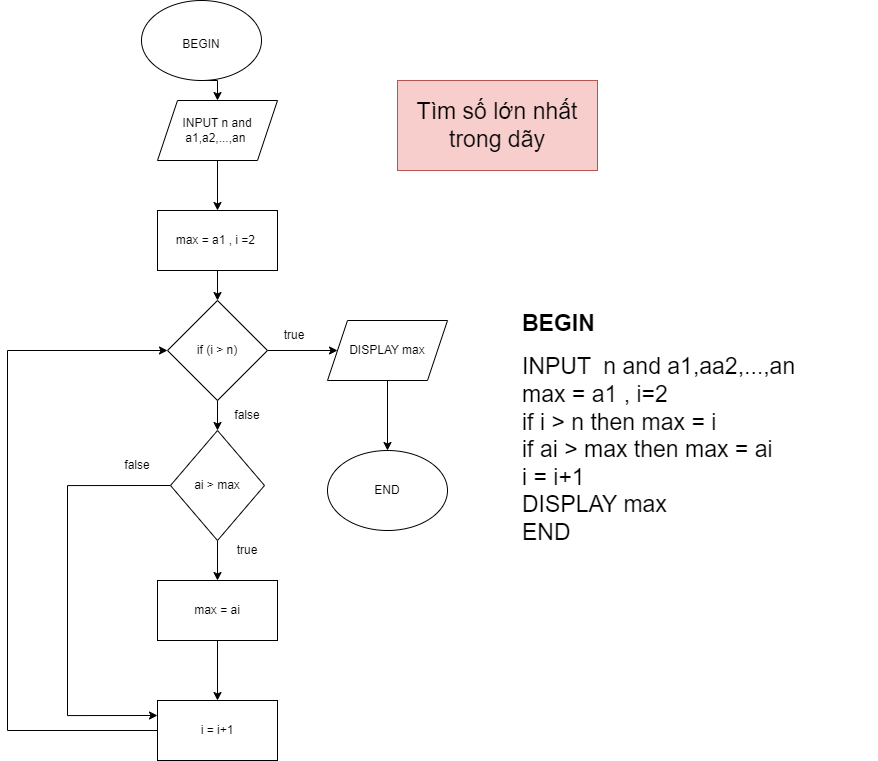 BEGIN
INPUT n and
a1,a2,...,an
max = a1 , i =2
if (i > n)
true
DISPLAY max
false
END
false
ai > max
true
max = ai
i = i+1
Tìm số lớn nhất
trong dãy
BEGIN
INPUT n and a1,aa2,...,an
max = a1 , i=2
if i > n then max = i
if ai > max then max = ai
i = i+1
DISPLAY max
END